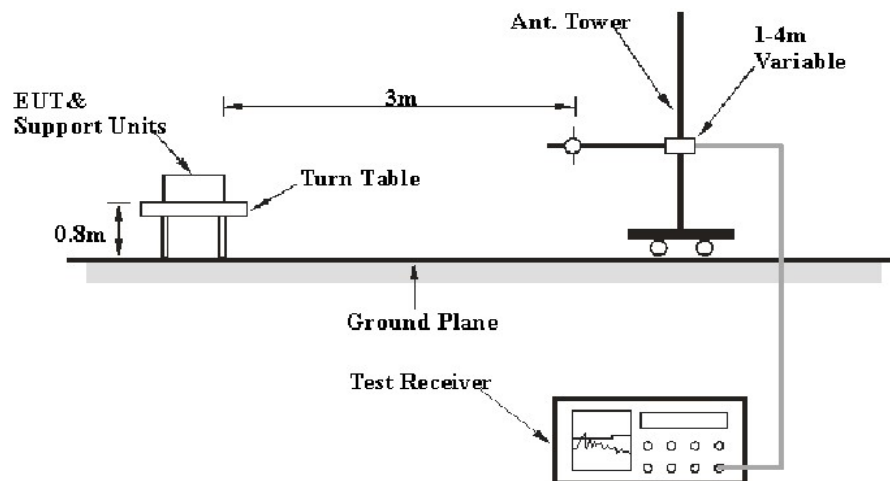 Ant. Tower
1-4m
Variable
3m
EUT&
Support Units
Turn Table
0.8m
Ground Plane
Test Receiver